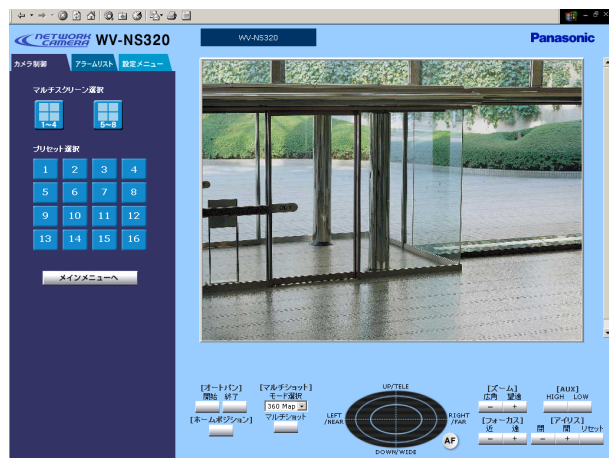 NETWORK CAMERA WV-NS320
WV-NS320
Panasonic
カメラ制御
アラームリスト
設定メニュー
マルチスクリーン選択
1~4
5~8
プリセット選択
1 2 3 4
5 6 7 8
9 10 11 12
13 14 15 16
メインメニューへ
[オートパン]
開始 終了
[ホームポジション]
[マルチショット]
モード選択
360 Map
マルチショット
UP/TELE
LEFT
/NEAR
RIGHT
/FAR
DOWN/WIDE
AF
[ズーム]
広角 望遠
- +
[フォーカス]
近 遠
- +
[AUX]
HIGH LOW
[アイリス]
閉 開 リセット